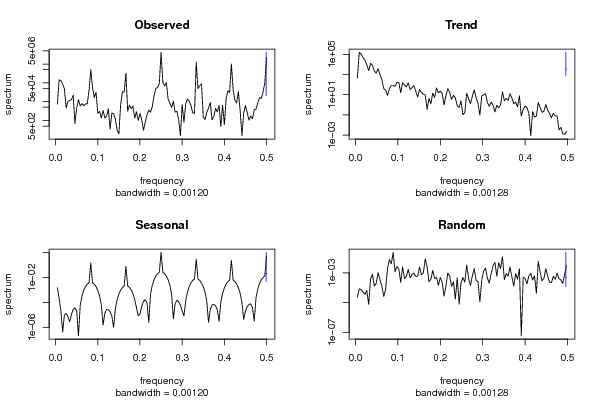 Observed
spectrum
5e+06
5e+04
5e+02
0.0 0.1 0.2 0.3 0.4 0.5
frequency
bandwidth = 0.00120
Trend
spectrum
1e+05
1e+01
1e-03
0.0 0.1 0.2 0.3 0.4 0.5
frequency
bandwidth = 0.00128
Seasonal
spectrum
1e-02
1e-06
0.0 0.1 0.2 0.3 0.4 0.5
frequency
bandwidth = 0.00120
Random
spectrum
1e-03
1e-07
0.0 0.1 0.2 0.3 0.4 0.5
frequency
bandwidth = 0.00128